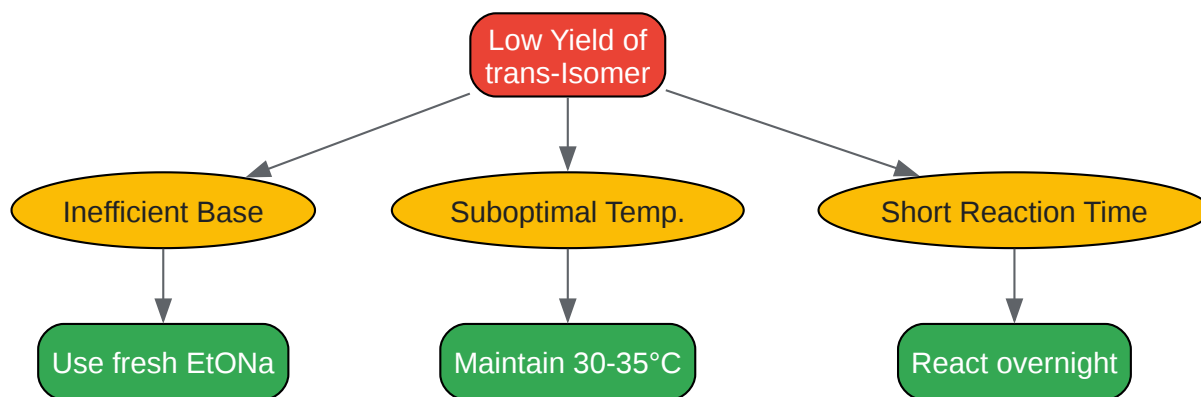 Low Yield of
trans-Isomer
Inefficient Base
Suboptimal Temp.
Short Reaction Time
Use fresh EtONa
Maintain 30-35°C
React overnight